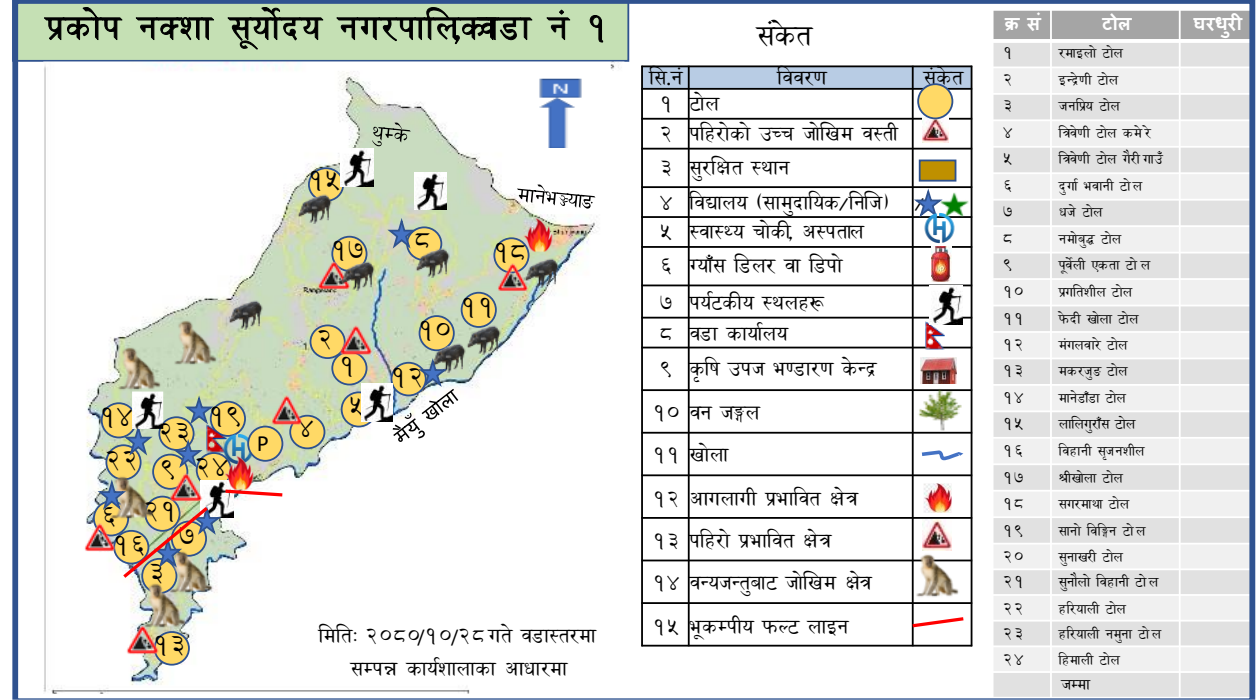 प्रकोप नक्शा सूर्योदय नगरपालिका वडा नं १
N
थुम्के
मानेभञ्ज्याङ
१५
१७
८
१८
११
१०
२
१
१२
५
मैयुँ खोला
१४
२३
१९
४
P
H
२२
९
२४
६
२१
१६
७
३
१३
मितिः २०८०/१०/२८ गते वडास्तरमा
सम्पन्न कार्यशालाका आधारमा
संकेत
सि.नं विवरण संकेत
१ टोल
२ पहिरोको उच्च जोखिम वस्ती
३ सुरक्षित स्थान
४ विद्यालय (सामुदायिक/निजि)
५ स्वास्थ्य चोकी, अस्पताल H
६ ग्याँस डिलर वा डिपो
७ पर्यटकीय स्थलहरू
८ वडा कार्यालय
९ कृषि उपज भण्डारण केन्द्र
१० वन जङ्गल
११ खोला
१२ आगलागी प्रभावित क्षेत्र
१३ पहिरो प्रभावित क्षेत्र
१४ वन्यजन्तुबाट जोखिम क्षेत्र
१५ भूकम्पीय फल्ट लाइन
क्र सं टोल घरधुरी
१ रमाइलो टोल
२ इन्द्रेणी टोल
३ जनप्रिय टोल
४ त्रिवेणी टोल कमेरे
५ त्रिवेणी टोल गैरी गाउँ
६ दुर्गा भवानी टोल
७ धजे टोल
८ नमोबुद्ध टोल
९ पूर्वेली एकता टोल
१० प्रगतिशील टोल
११ फेदी खोला टोल
१२ मंगलवारे टोल
१३ मकरजुङ टोल
१४ मानेडाँडा टोल
१५ लालिगुराँस टोल
१६ विहानी सृजनशील
१७ श्रीखोला टोल
१८ सगरमाथा टोल
१९ सानो विङ्गिन टोल
२० सुनाखरी टोल
२१ सुनौलो विहानी टोल
२२ हरियाली टोल
२३ हरियाली नमुना टोल
२४ हिमाली टोल
जम्मा